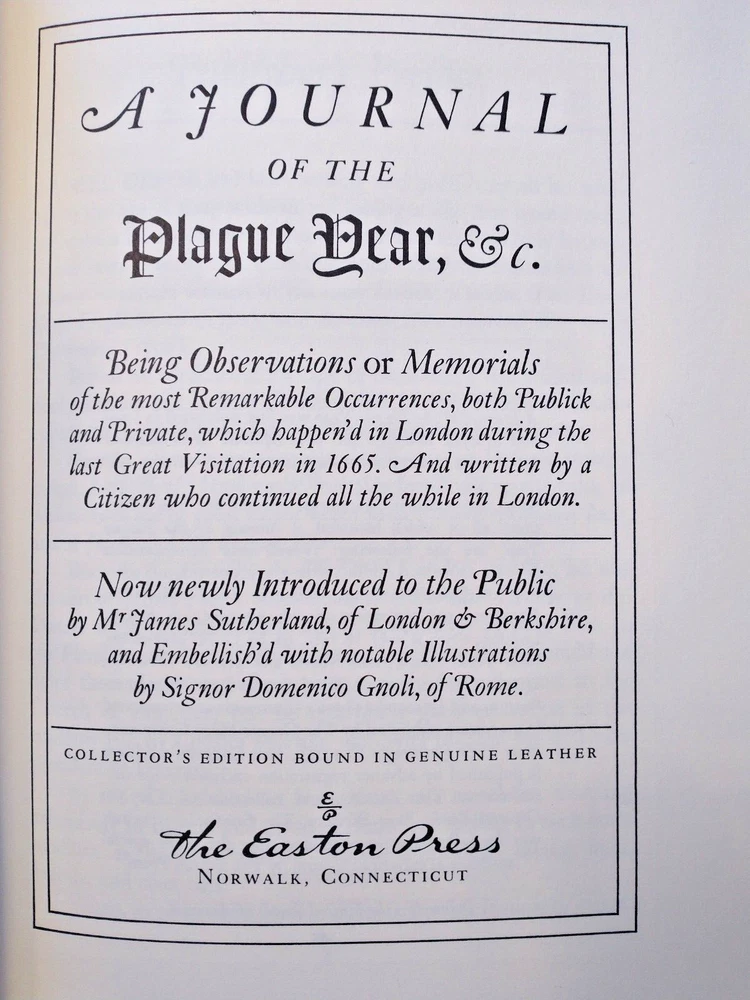 A JOURNAL
OF THE
Plague Year, &c.
Being Observations or Memorials
of the most Remarkable Occurrences, both Publick
and Private, which happen'd in London during the
last Great Visitation in 1665. And written by a
Citizen who continued all the while in London.
Now newly Introduced to the Public
by Mr James Sutherland, of London & Berkshire,
and Embellish'd with notable Illustrations
by Signor Domenico Gnoli, of Rome.
COLLECTOR'S EDITION BOUND IN GENUINE LEATHER
E
P
The Easton Press
NORWALK, CONNECTICUT